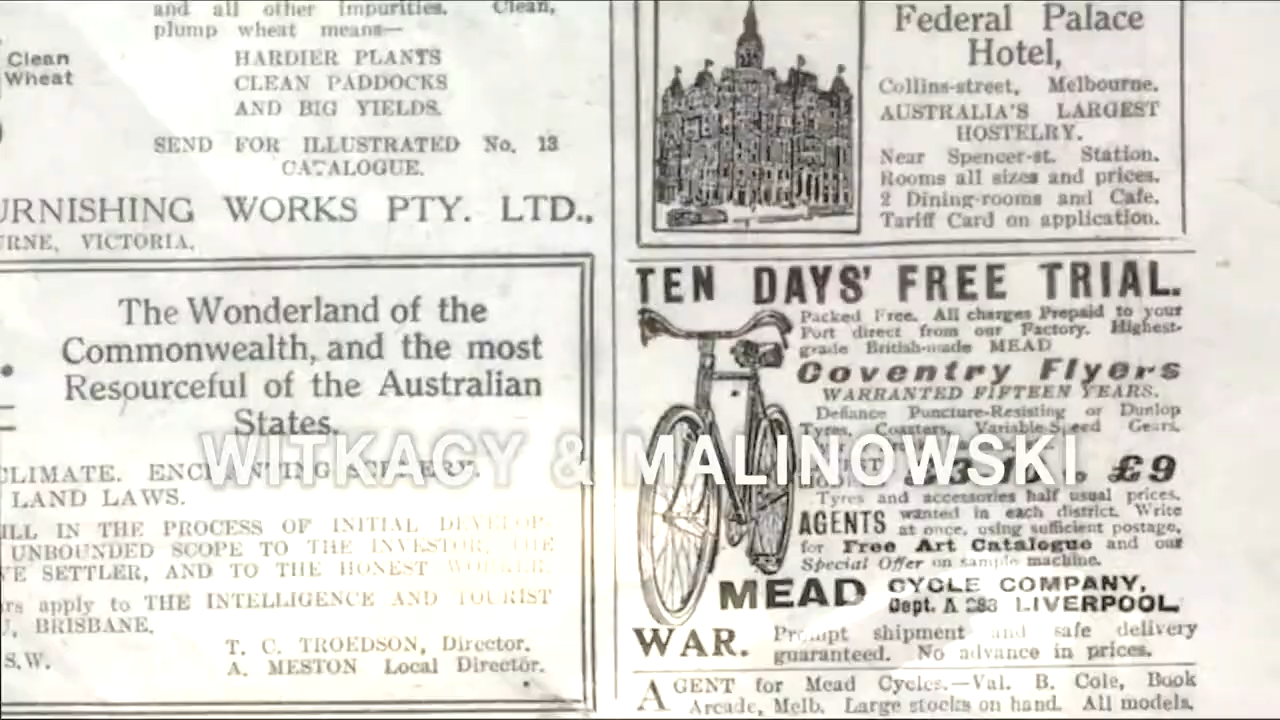 and all other impurities. Clean,
plump wheat means—
Clean
Wheat
HARDIER PLANTS
CLEAN PADDOCKS
AND BIG YIELDS.
SEND FOR ILLUSTRATED No. 13
CATALOGUE.
URNISHING WORKS PTY. LTD.,
URNE, VICTORIA.
The Wonderland of the
Commonwealth, and the most
Resourceful of the Australian
States.
CLIMATE. ENCHANTING SCENERY.
LAND LAWS.
ILL IN THE PROCESS OF INITIAL DEVELOP-
UNBOUNDED SCOPE TO THE INVESTOR, THE
VE SETTLER, AND TO THE HONEST WORKER.
rs apply to THE INTELLIGENCE AND TOURIST
U, BRISBANE.
T. C. TROEDSON, Director.
S.W.
A. MESTON Local Director.
Federal Palace
Hotel,
Collins-street, Melbourne.
AUSTRALIA'S LARGEST
HOSTELRY.
Near Spencer-st. Station.
Rooms all sizes and prices.
2 Dining-rooms and Cafe.
Tariff Card on application.
TEN DAYS' FREE TRIAL.
Packed Free. All charges Prepaid to your
Port direct from our Factory. Highest-
grade British-made MEAD
Coventry Flyers
WARRANTED FIFTEEN YEARS.
Defiance Puncture-Resisting or Dunlop
Tyres, Coasters, Variable-Speed Gears,
£9
Tyres and accessories half usual prices.
AGENTS wanted in each district. Write
at once, using sufficient postage,
for Free Art Catalogue and our
Special Offer on sample machine.
MEAD CYCLE COMPANY,
Dept. A 283 LIVERPOOL.
WAR. Prompt shipment and safe delivery
guaranteed. No advance in prices.
AGENT for Mead Cycles.—Val. B. Cole, Book
Arcade, Melb. Large stocks on hand. All models.
WITKACY & MALINOWSKI